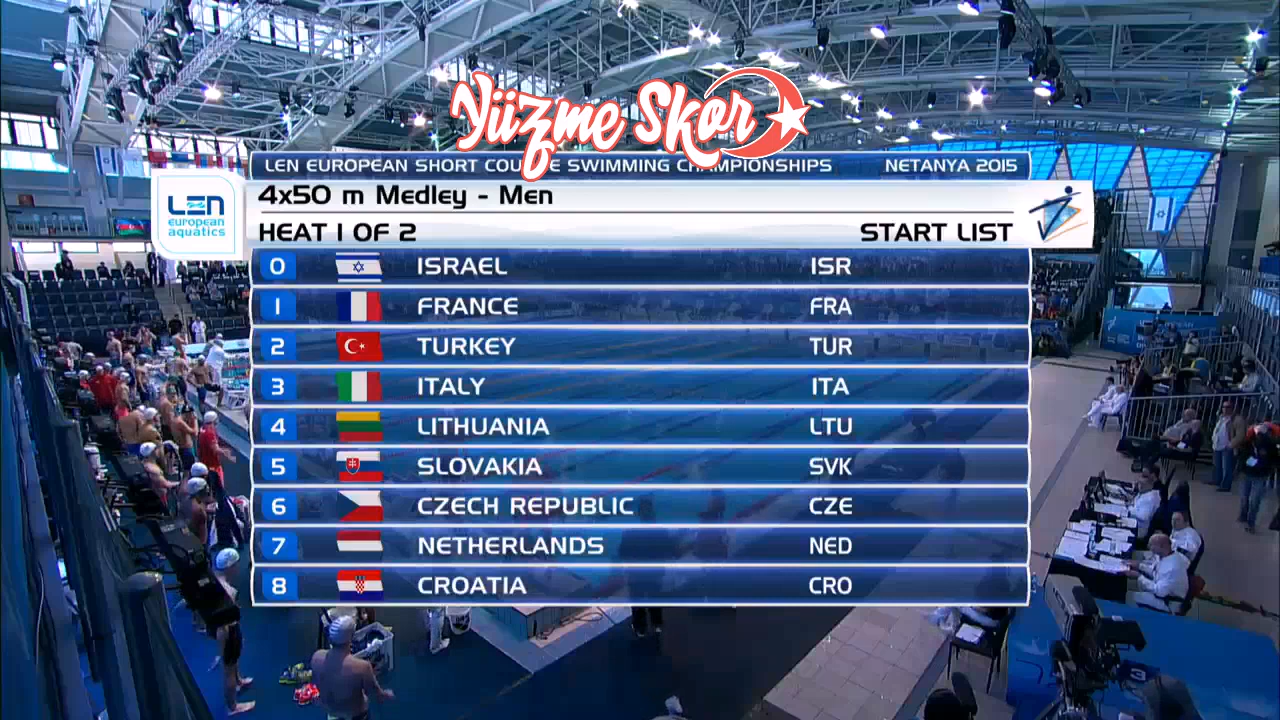 Yüzme Skor
LEN EUROPEAN SHORT COURSE SWIMMING CHAMPIONSHIPS NETANYA 2015
LEN
european
aquatics
4x50 m Medley - Men
HEAT 1 OF 2 START LIST
0 ISRAEL ISR
1 FRANCE FRA
2 TURKEY TUR
3 ITALY ITA
4 LITHUANIA LTU
5 SLOVAKIA SVK
6 CZECH REPUBLIC CZE
7 NETHERLANDS NED
8 CROATIA CRO